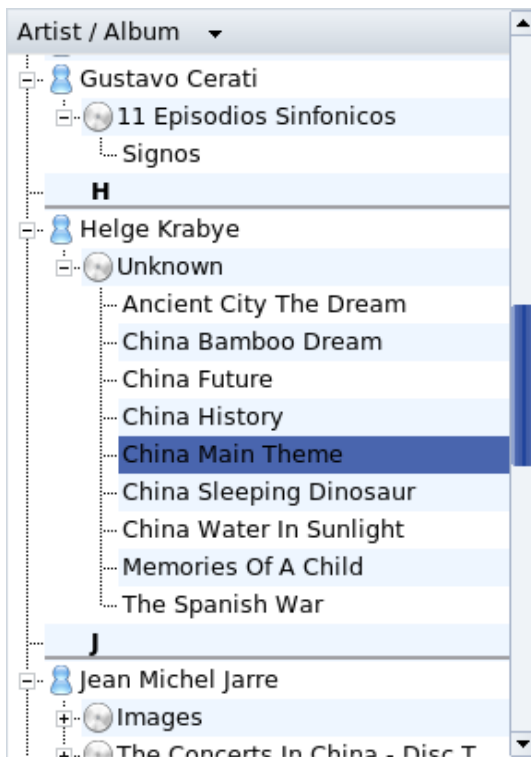 Artist / Album
Gustavo Cerati
11 Episodios Sinfonicos
Signos
H
Helge Krabye
Unknown
Ancient City The Dream
China Bamboo Dream
China Future
China History
China Main Theme
China Sleeping Dinosaur
China Water In Sunlight
Memories Of A Child
The Spanish War
J
Jean Michel Jarre
Images
The Concerts In China - Disc T